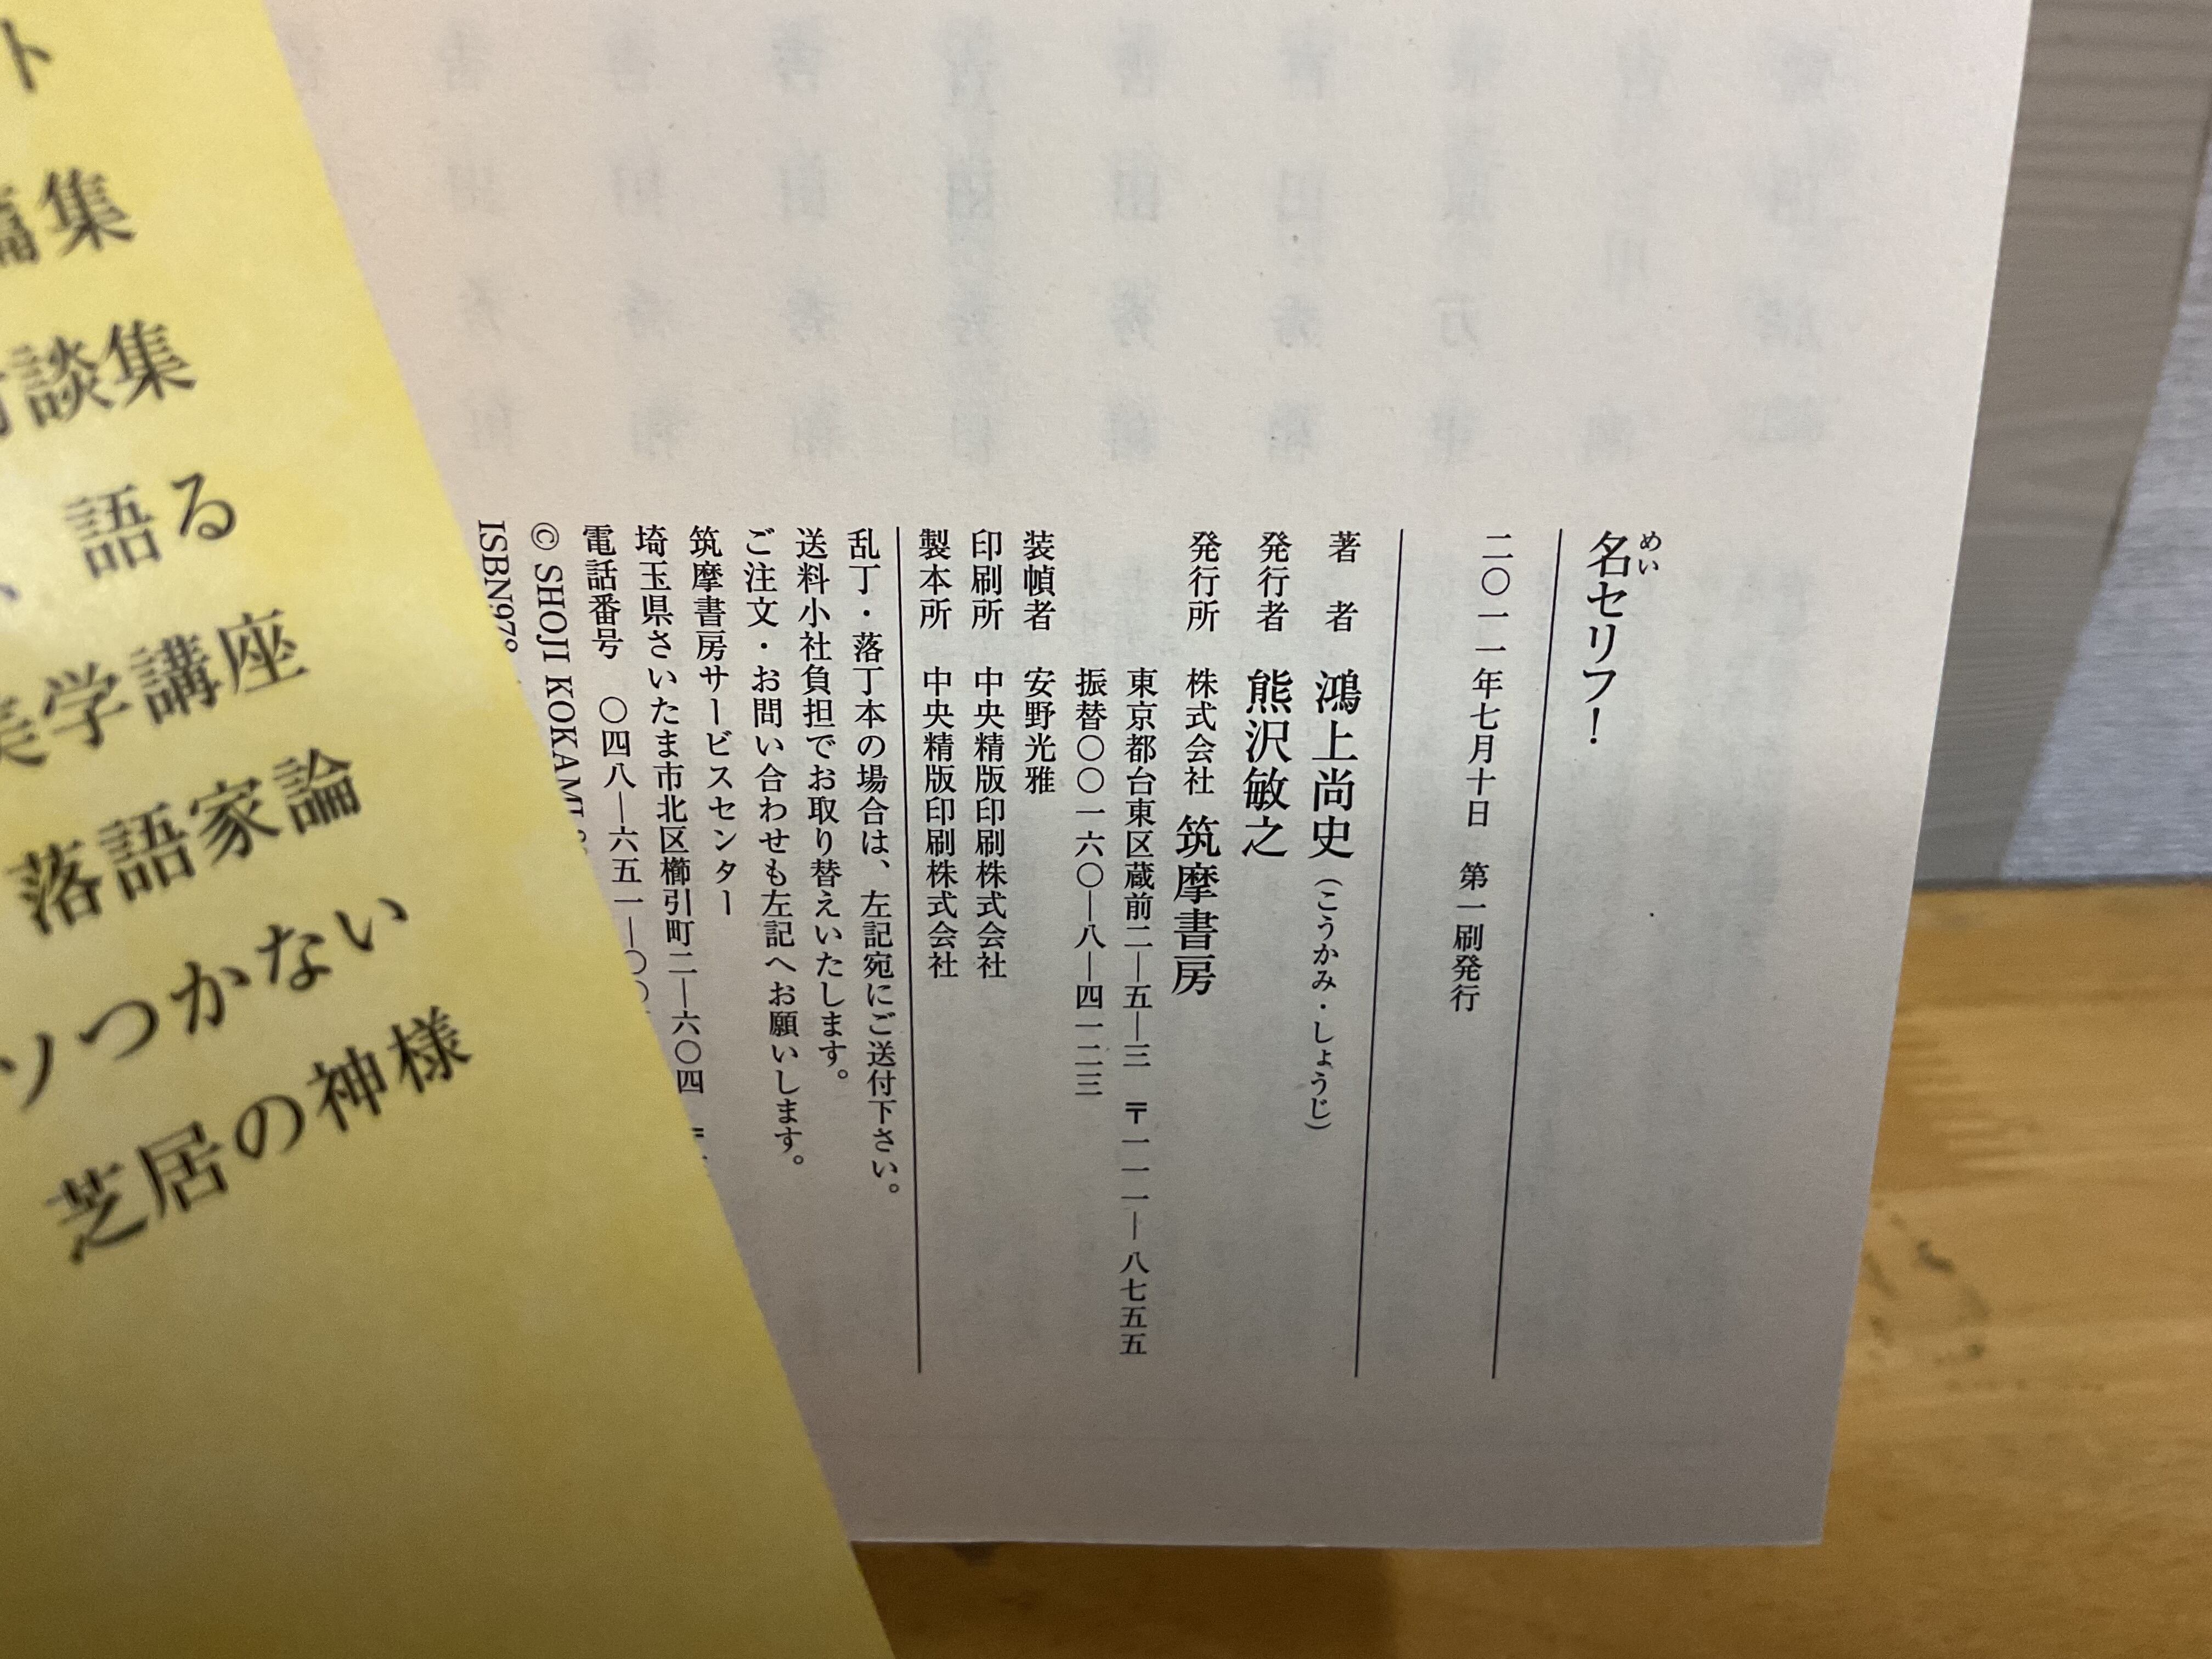 名セリフ！
めい
二〇一一年七月十日　第一刷発行
著　者　鴻上尚史（こうかみ・しょうじ）
発行者　熊沢敏之
発行所　株式会社 筑摩書房
東京都台東区蔵前二―五―三　〒一一一―八七五五
振替〇〇一六〇―八―四一二三
装幀者　安野光雅
印刷所　中央精版印刷株式会社
製本所　中央精版印刷株式会社
乱丁・落丁本の場合は、左記宛にご送付下さい。
送料小社負担でお取り替えいたします。
ご注文・お問い合わせも左記へお願いします。
筑摩書房サービスセンター
埼玉県さいたま市北区櫛引町二―六〇四　〒
電話番号　〇四八―六五一―〇〇
© SHOJI KOKAMI
ISBN978
ト
編集
談集
、語る
美学講座
落語家論
ソつかない
芝居の神様